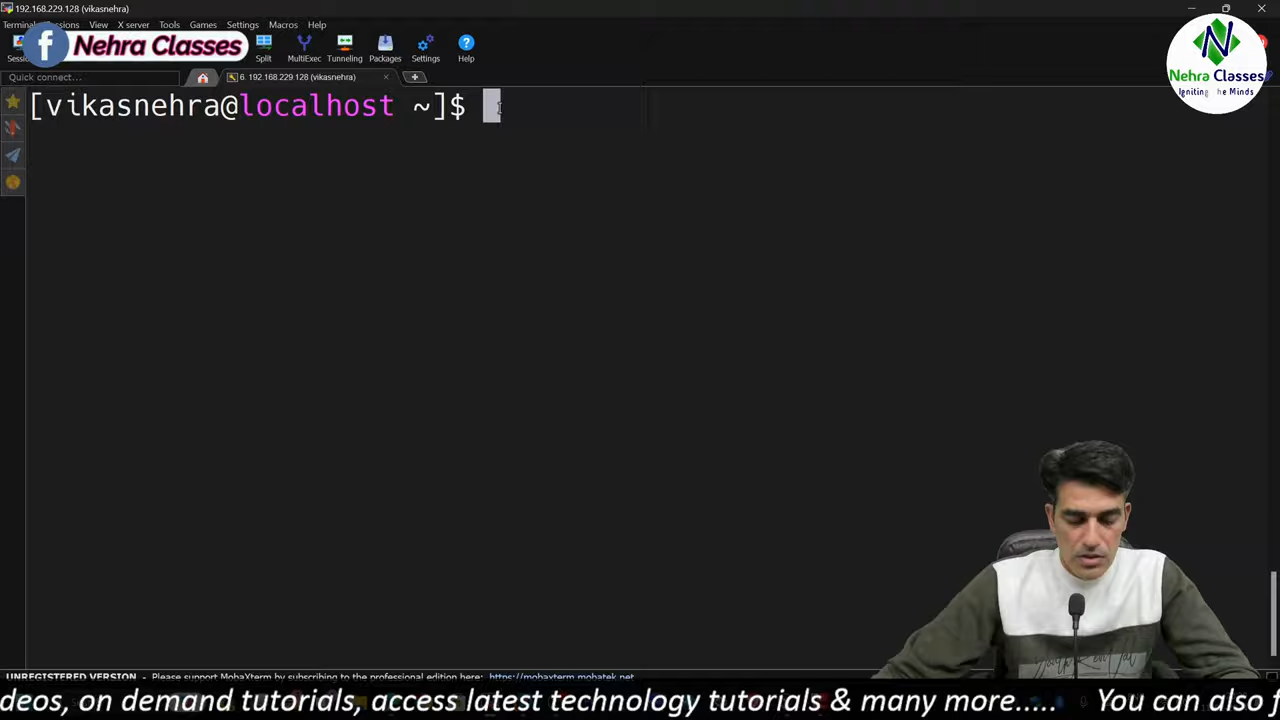 192.168.229.128 (vikasnehra)
Terminal Sessions View X server Tools Games Settings Macros Help
Nehra Classes
Split MultiExec Tunneling Packages Settings Help
Quick connect...
6. 192.168.229.128 (vikasnehra)
Nehra Classes
Igniting the Minds
[vikasnehra@localhost ~]$
UNREGISTERED VERSION - Please support MobaXterm by subscribing to the professional edition here: https://mobaxterm.mobatek.net
deos, on demand tutorials, access latest technology tutorials & many more..... You can also f